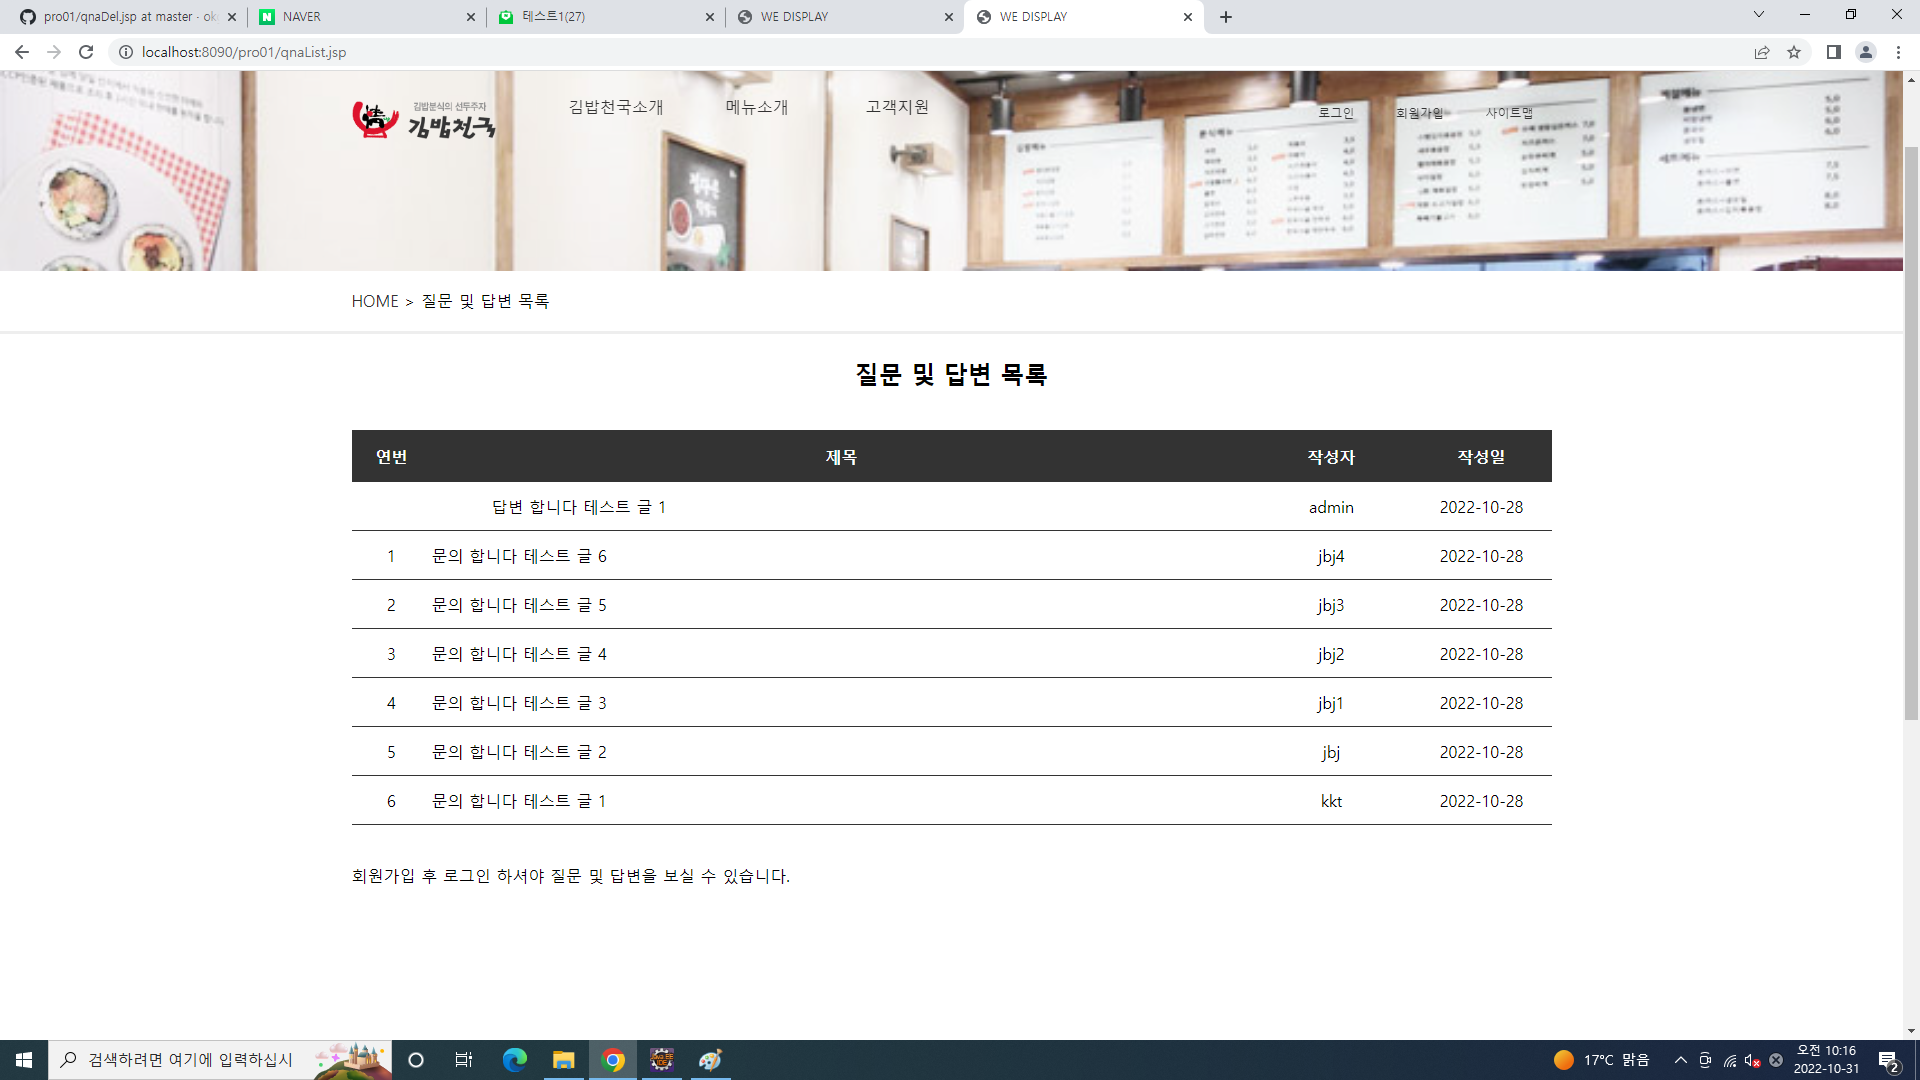 pro01/qnaDel.jsp at master · ok
NAVER
테스트1(27)
WE DISPLAY
WE DISPLAY
localhost:8090/pro01/qnaList.jsp
김밥분식의 선두주자
김밥천국
김밥천국소개
메뉴소개
고객지원
로그인
회원가입
사이트맵
HOME > 질문 및 답변 목록
질문 및 답변 목록
연번 제목 작성자 작성일
답변 합니다 테스트 글 1 admin 2022-10-28
1 문의 합니다 테스트 글 6 jbj4 2022-10-28
2 문의 합니다 테스트 글 5 jbj3 2022-10-28
3 문의 합니다 테스트 글 4 jbj2 2022-10-28
4 문의 합니다 테스트 글 3 jbj1 2022-10-28
5 문의 합니다 테스트 글 2 jbj 2022-10-28
6 문의 합니다 테스트 글 1 kkt 2022-10-28
회원가입 후 로그인 하셔야 질문 및 답변을 보실 수 있습니다.
검색하려면 여기에 입력하십시
17°C 맑음
오전 10:16
2022-10-31
2